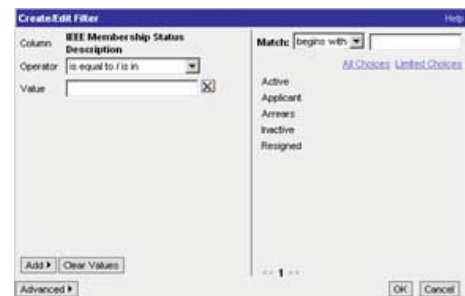 Create/Edit Filter Help
Column IEEE Membership Status Description
Operator is equal to / is in
Value
Add Clear Values
Advanced
Match: begins with
All Choices Limited Choices
Active
Applicant
Arrears
Inactive
Resigned
1
OK Cancel